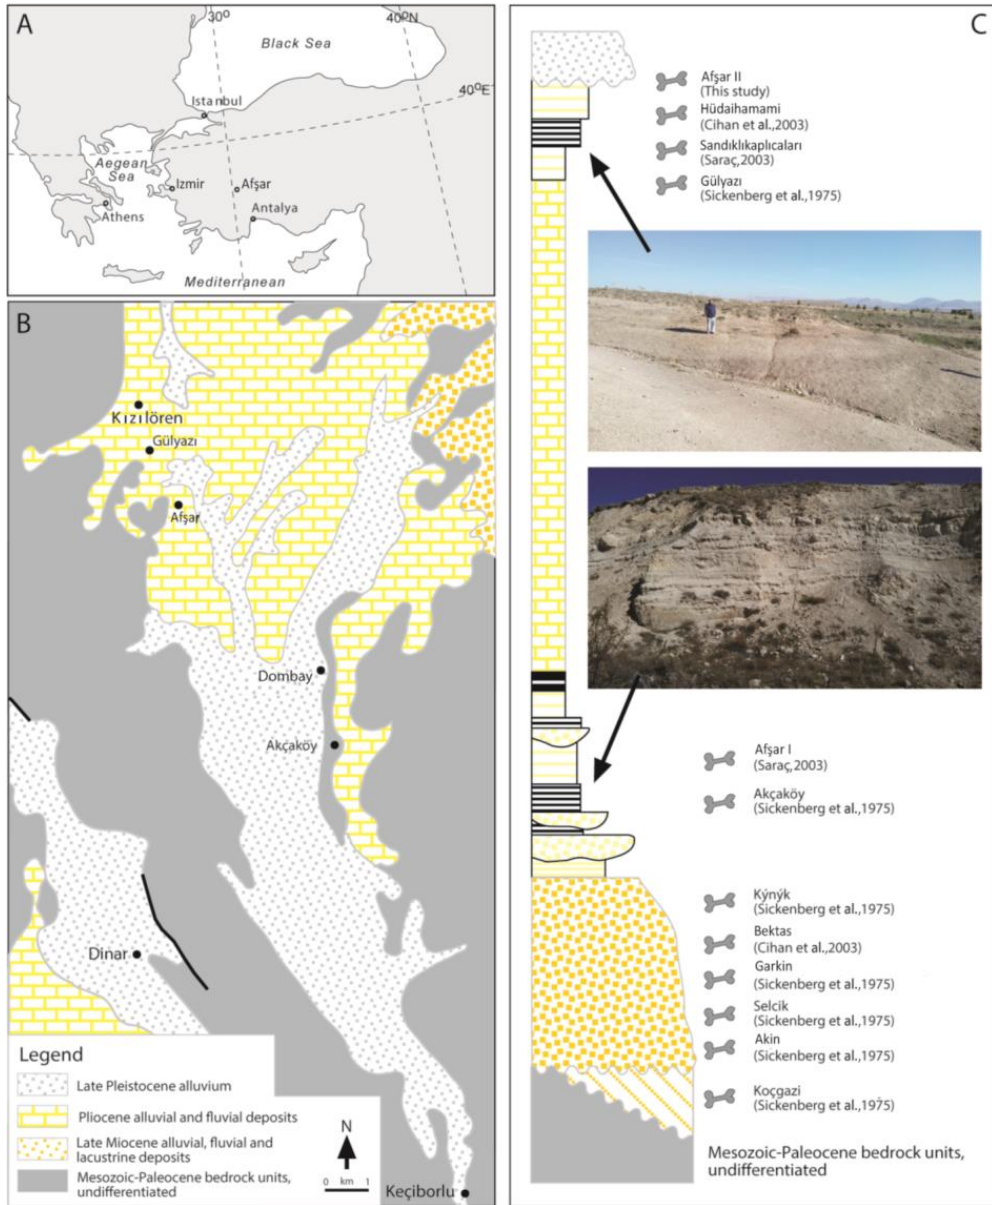 A
30°
40°N
Black Sea
40°E
Istanbul
Aegean
Sea
Izmir
Afşar
Athens
Antalya
Mediterranean
B
Kızılören
Gülyazı
Afşar
Dombay
Akçaköy
Dinar
Legend
Late Pleistocene alluvium
Pliocene alluvial and fluvial deposits
Late Miocene alluvial, fluvial and
lacustrine deposits
Mesozoic-Paleocene bedrock units,
undifferentiated
N
0 km 1
Keçiborlu
C
Afşar II
(This study)
Hüdaihamami
(Cihan et al.,2003)
Sandıklıkaplıcaları
(Saraç,2003)
Gülyazı
(Sickenberg et al.,1975)
Afşar I
(Saraç,2003)
Akçaköy
(Sickenberg et al.,1975)
Kýnýk
(Sickenberg et al.,1975)
Bektas
(Cihan et al.,2003)
Garkin
(Sickenberg et al.,1975)
Selcik
(Sickenberg et al.,1975)
Akin
(Sickenberg et al.,1975)
Koçgazi
(Sickenberg et al.,1975)
Mesozoic-Paleocene bedrock units,
undifferentiated